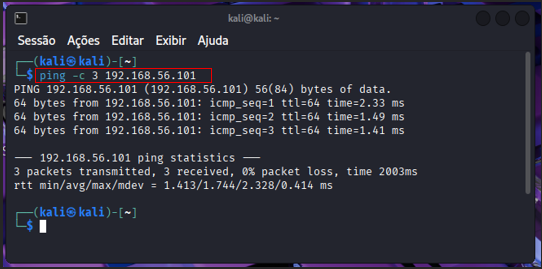 kali@kali: ~
Sessão Ações Editar Exibir Ajuda
┌──(kali㉿kali)-[~]
└─$ ping -c 3 192.168.56.101
PING 192.168.56.101 (192.168.56.101) 56(84) bytes of data.
64 bytes from 192.168.56.101: icmp_seq=1 ttl=64 time=2.33 ms
64 bytes from 192.168.56.101: icmp_seq=2 ttl=64 time=1.49 ms
64 bytes from 192.168.56.101: icmp_seq=3 ttl=64 time=1.41 ms
--- 192.168.56.101 ping statistics ---
3 packets transmitted, 3 received, 0% packet loss, time 2003ms
rtt min/avg/max/mdev = 1.413/1.744/2.328/0.414 ms
┌──(kali㉿kali)-[~]
└─$